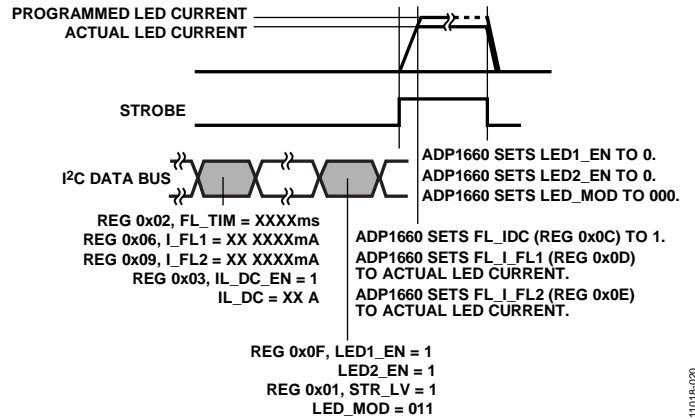 PROGRAMMED LED CURRENT
ACTUAL LED CURRENT
STROBE
I²C DATA BUS
ADP1660 SETS LED1_EN TO 0.
ADP1660 SETS LED2_EN TO 0.
ADP1660 SETS LED_MOD TO 000.
REG 0x02, FL_TIM = XXXXms
REG 0x06, I_FL1 = XX XXXXmA
REG 0x09, I_FL2 = XX XXXXmA
REG 0x03, IL_DC_EN = 1
IL_DC = XX A
ADP1660 SETS FL_IDC (REG 0x0C) TO 1.
ADP1660 SETS FL_I_FL1 (REG 0x0D)
TO ACTUAL LED CURRENT.
ADP1660 SETS FL_I_FL2 (REG 0x0E)
TO ACTUAL LED CURRENT.
REG 0x0F, LED1_EN = 1
LED2_EN = 1
REG 0x01, STR_LV = 1
LED_MOD = 011
11018-020